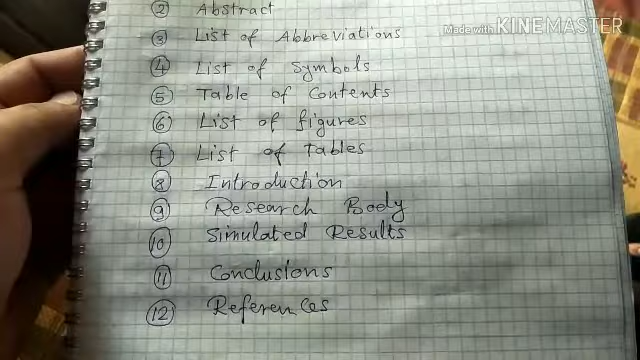 Made with KINEMASTER
② Abstract
③ List of Abbreviations
④ List of Symbols
⑤ Table of Contents
⑥ List of figures
⑦ List of Tables
⑧ Introduction
⑨ Research Body
⑩ Simulated Results
⑪ Conclusions
⑫ References